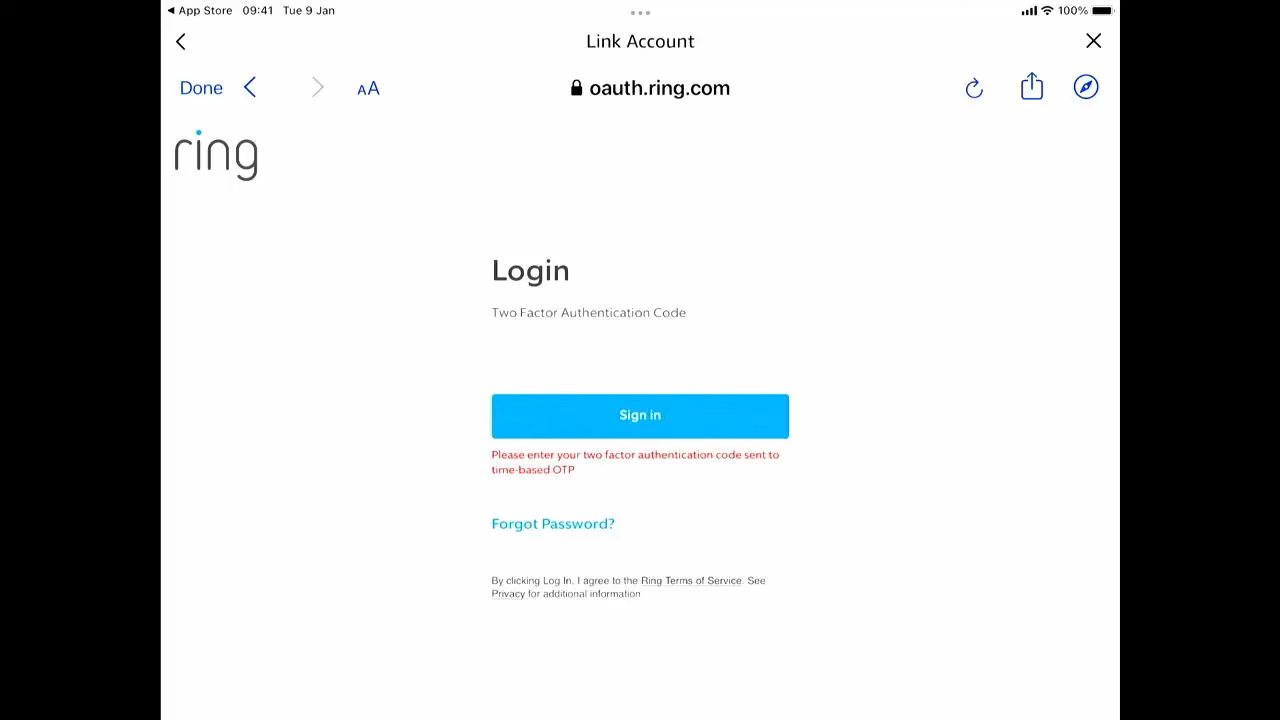 App Store 09:41 Tue 9 Jan 100%
Link Account
Done AA oauth.ring.com
ring
Login
Two Factor Authentication Code
Sign in
Please enter your two factor authentication code sent to
time-based OTP
Forgot Password?
By clicking Log In, I agree to the Ring Terms of Service. See
Privacy for additional information